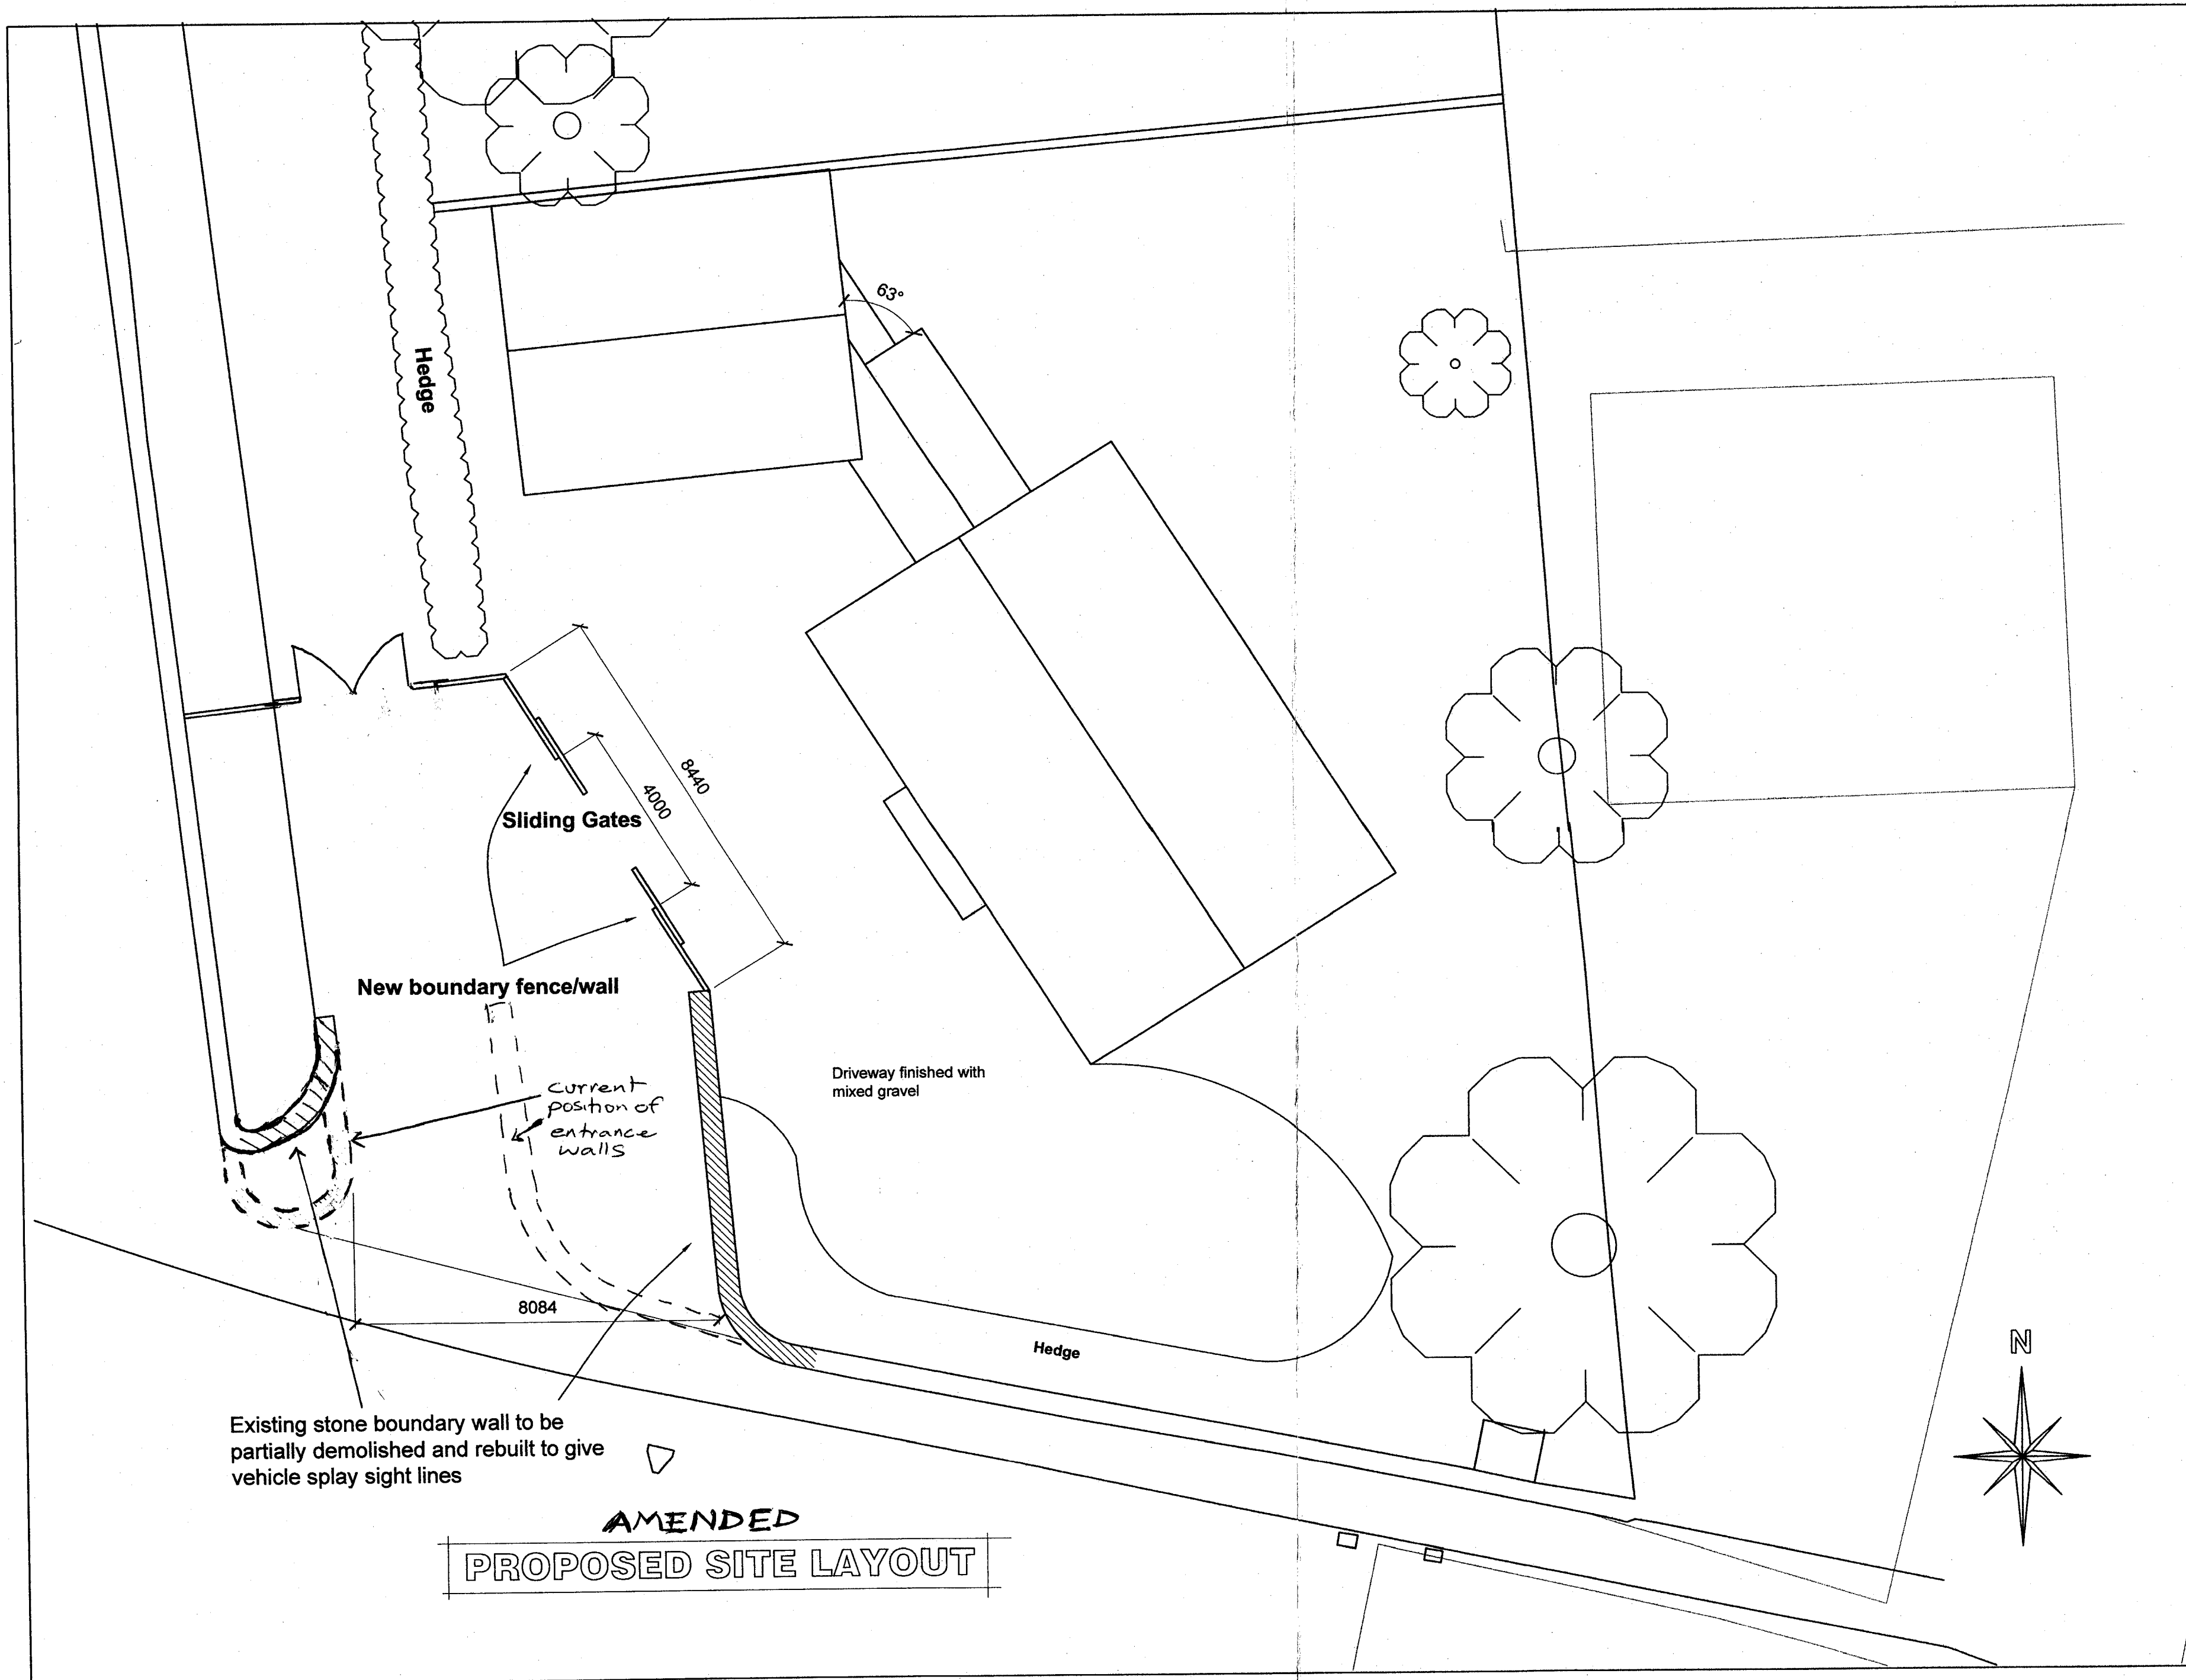 63°
Hedge
8440
4000
Sliding Gates
New boundary fence/wall
Driveway finished with
mixed gravel
current
position of
entrance
walls
8084
Hedge
N
Existing stone boundary wall to be
partially demolished and rebuilt to give
vehicle splay sight lines
AMENDED
PROPOSED SITE LAYOUT